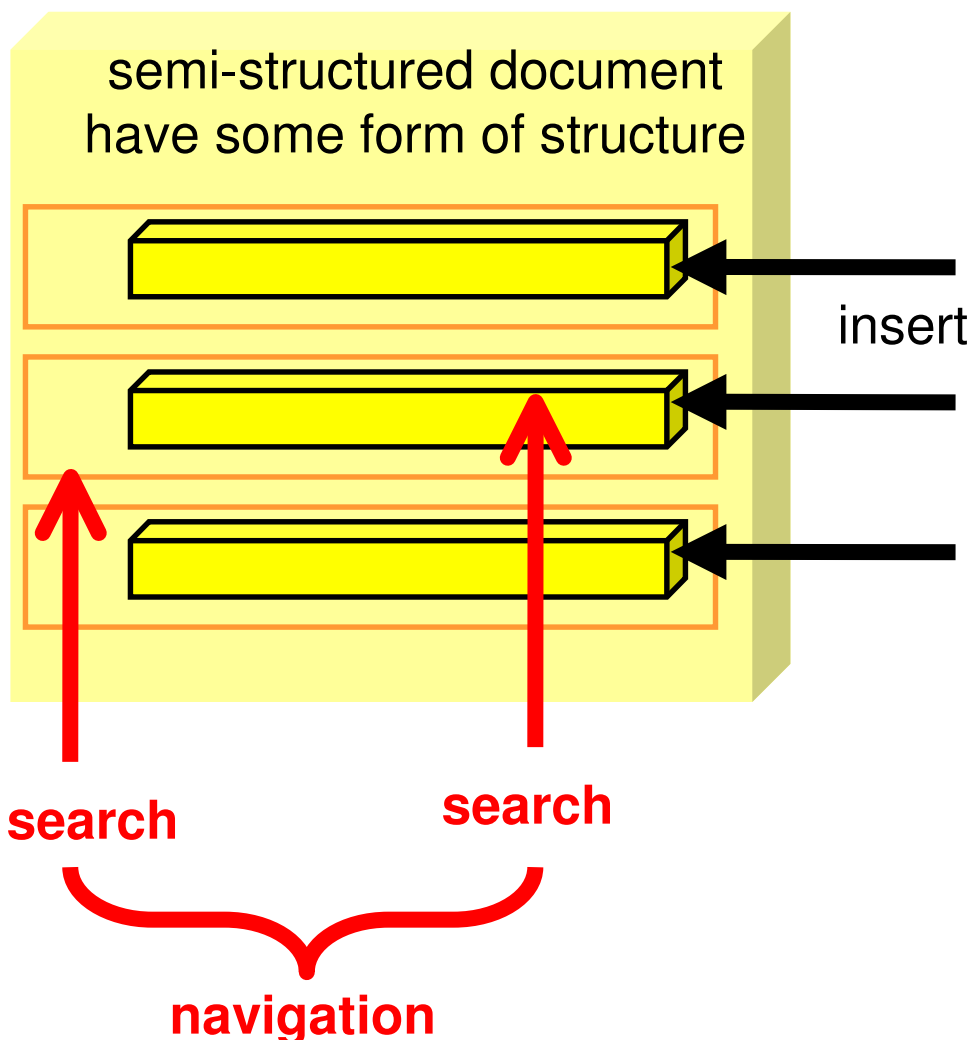 semi-structured document
have some form of structure
insert
search
search
navigation